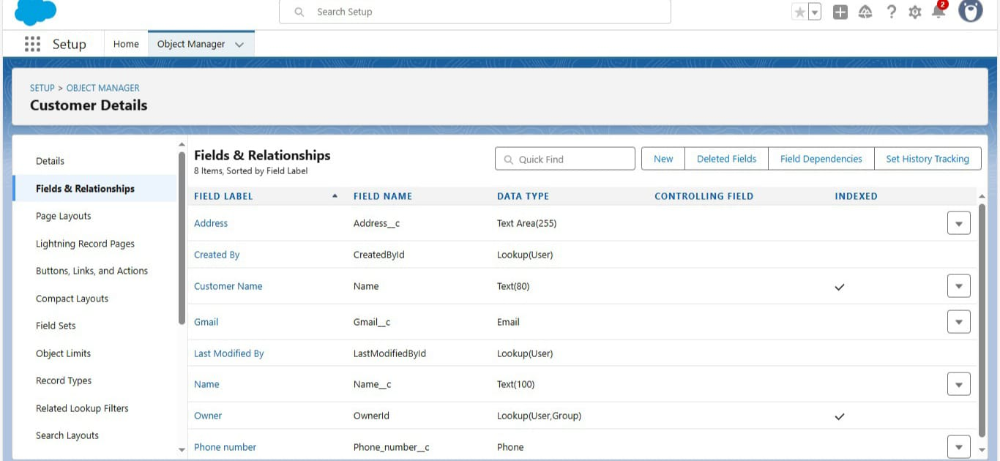 Search Setup
2
Setup
Home
Object Manager
SETUP > OBJECT MANAGER
Customer Details
Details
Fields & Relationships
Page Layouts
Lightning Record Pages
Buttons, Links, and Actions
Compact Layouts
Field Sets
Object Limits
Record Types
Related Lookup Filters
Search Layouts
Fields & Relationships
8 Items, Sorted by Field Label
Quick Find
New
Deleted Fields
Field Dependencies
Set History Tracking
FIELD LABEL FIELD NAME DATA TYPE CONTROLLING FIELD INDEXED
Address Address__c Text Area(255)
Created By CreatedById Lookup(User)
Customer Name Name Text(80)
Gmail Gmail__c Email
Last Modified By LastModifiedById Lookup(User)
Name Name__c Text(100)
Owner OwnerId Lookup(User,Group)
Phone number Phone_number__c Phone